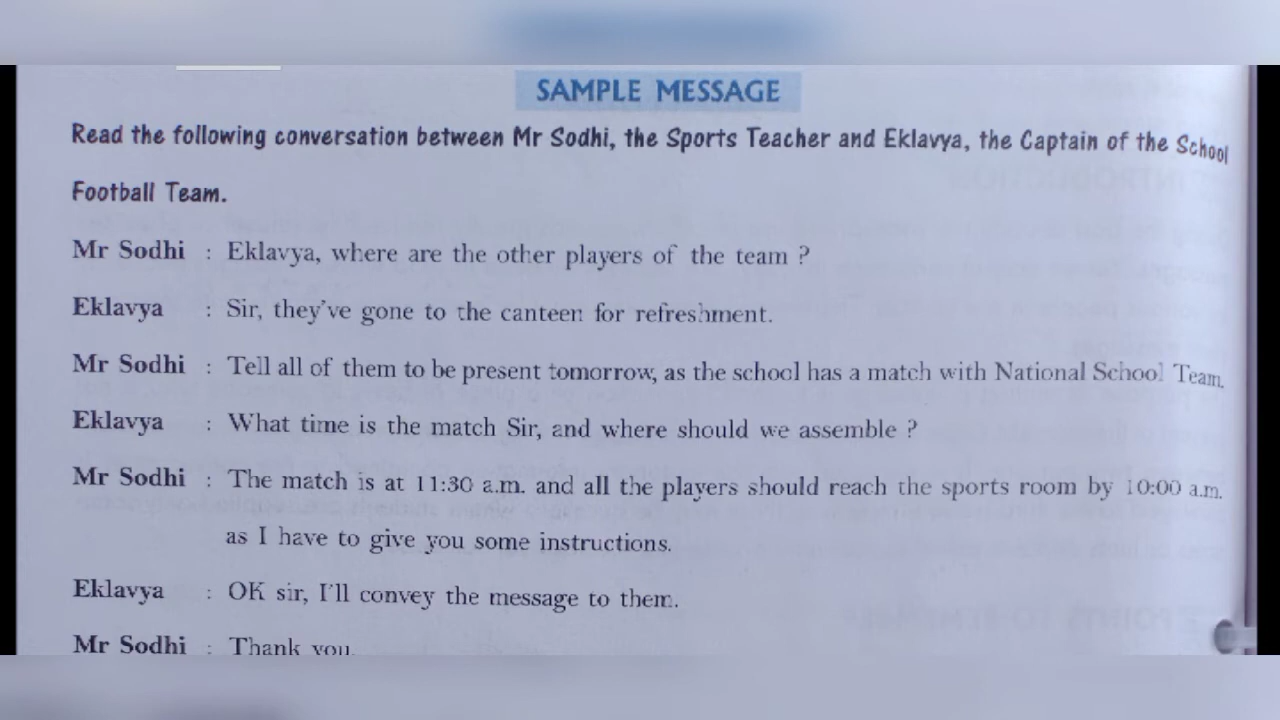 SAMPLE MESSAGE
Read the following conversation between Mr Sodhi, the Sports Teacher and Eklavya, the Captain of the School
Football Team.
Mr Sodhi : Eklavya, where are the other players of the team ?
Eklavya : Sir, they've gone to the canteen for refreshment.
Mr Sodhi : Tell all of them to be present tomorrow, as the school has a match with National School Team.
Eklavya : What time is the match Sir, and where should we assemble ?
Mr Sodhi : The match is at 11:30 a.m. and all the players should reach the sports room by 10:00 a.m.
as I have to give you some instructions.
Eklavya : OK sir, I'll convey the message to them.
Mr Sodhi : Thank you.